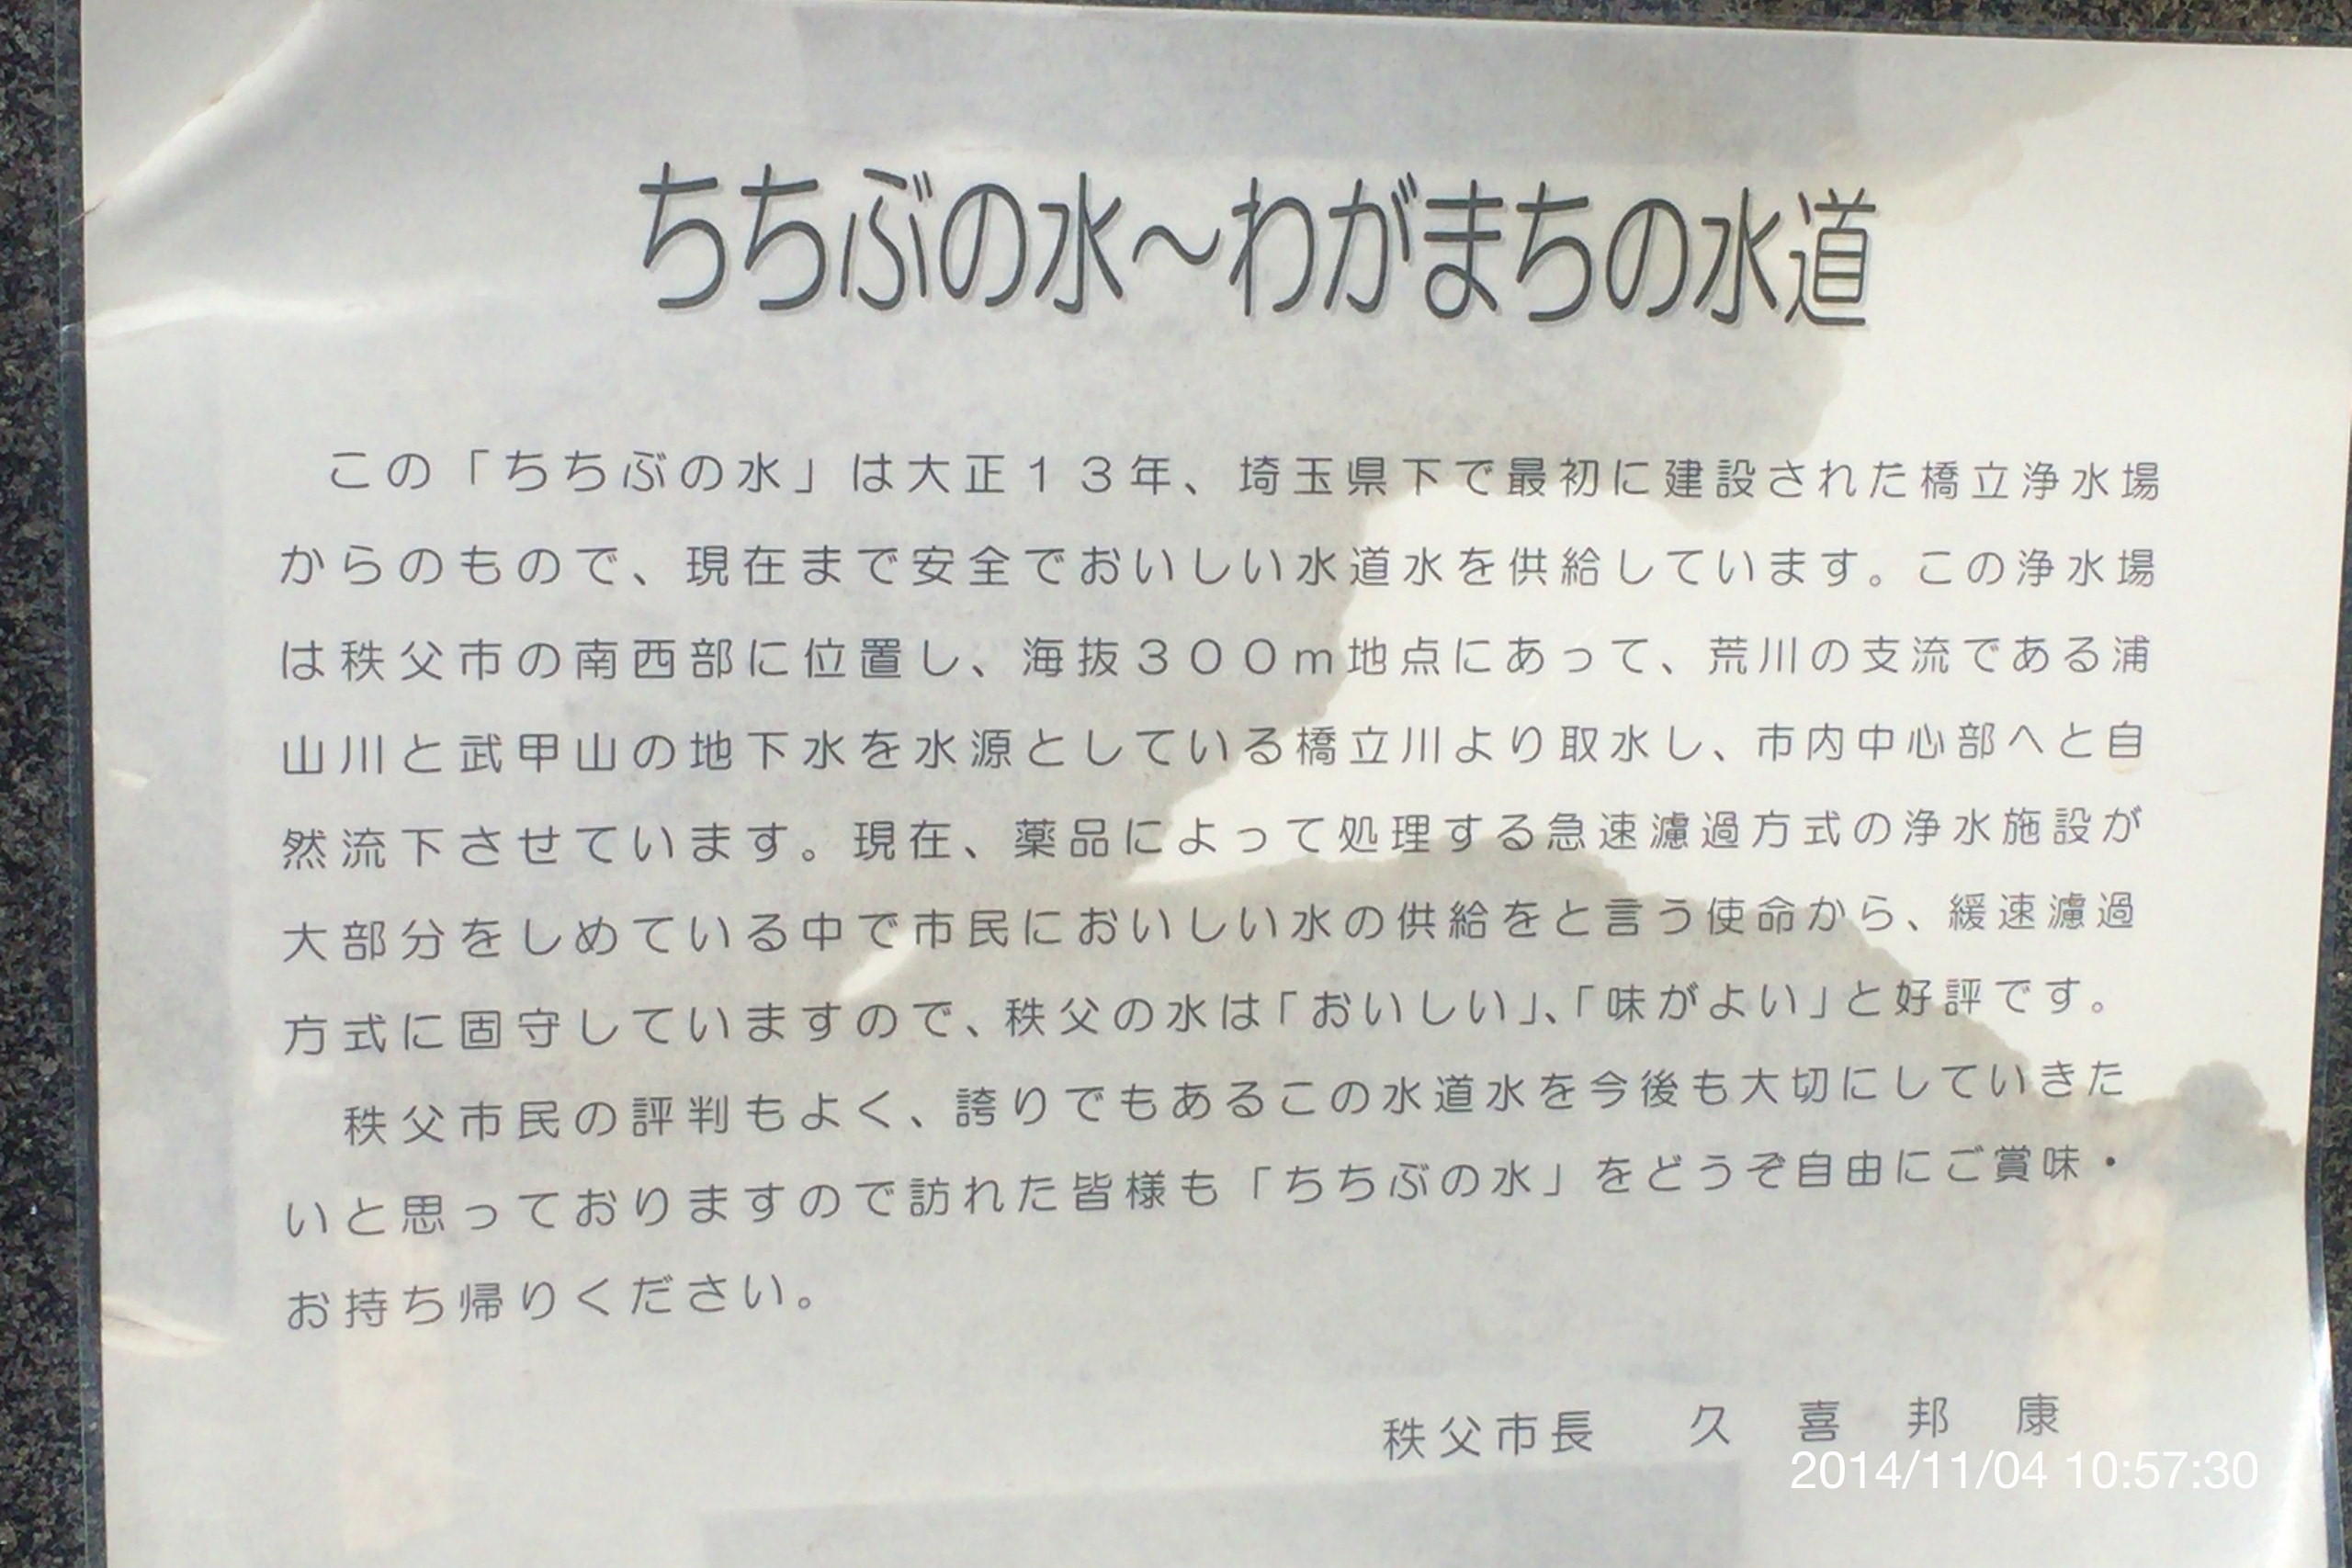 ちちぶの水～わがまちの水道
この「ちちぶの水」は大正１３年、埼玉県下で最初に建設された橋立浄水場
からのもので、現在まで安全でおいしい水道水を供給しています。この浄水場
は秩父市の南西部に位置し、海抜３００ｍ地点にあって、荒川の支流である浦
山川と武甲山の地下水を水源としている橋立川より取水し、市内中心部へと自
然流下させています。現在、薬品によって処理する急速濾過方式の浄水施設が
大部分をしめている中で市民においしい水の供給をと言う使命から、緩速濾過
方式に固守していますので、秩父の水は「おいしい」、「味がよい」と好評です。
秩父市民の評判もよく、誇りでもあるこの水道水を今後も大切にしていきた
いと思っておりますので訪れた皆様も「ちちぶの水」をどうぞ自由にご賞味・
お持ち帰りください。
秩父市長　久　喜　邦　康
2014/11/04 10:57:30